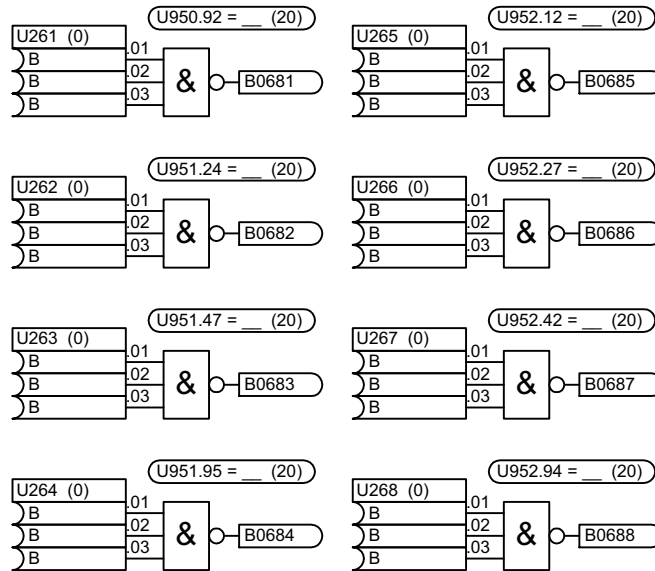 U950.92 = __ (20)
U261 (0)
B .01
B .02
B .03
&
B0681
U951.24 = __ (20)
U262 (0)
B .01
B .02
B .03
&
B0682
U951.47 = __ (20)
U263 (0)
B .01
B .02
B .03
&
B0683
U951.95 = __ (20)
U264 (0)
B .01
B .02
B .03
&
B0684
U952.12 = __ (20)
U265 (0)
B .01
B .02
B .03
&
B0685
U952.27 = __ (20)
U266 (0)
B .01
B .02
B .03
&
B0686
U952.42 = __ (20)
U267 (0)
B .01
B .02
B .03
&
B0687
U952.94 = __ (20)
U268 (0)
B .01
B .02
B .03
&
B0688